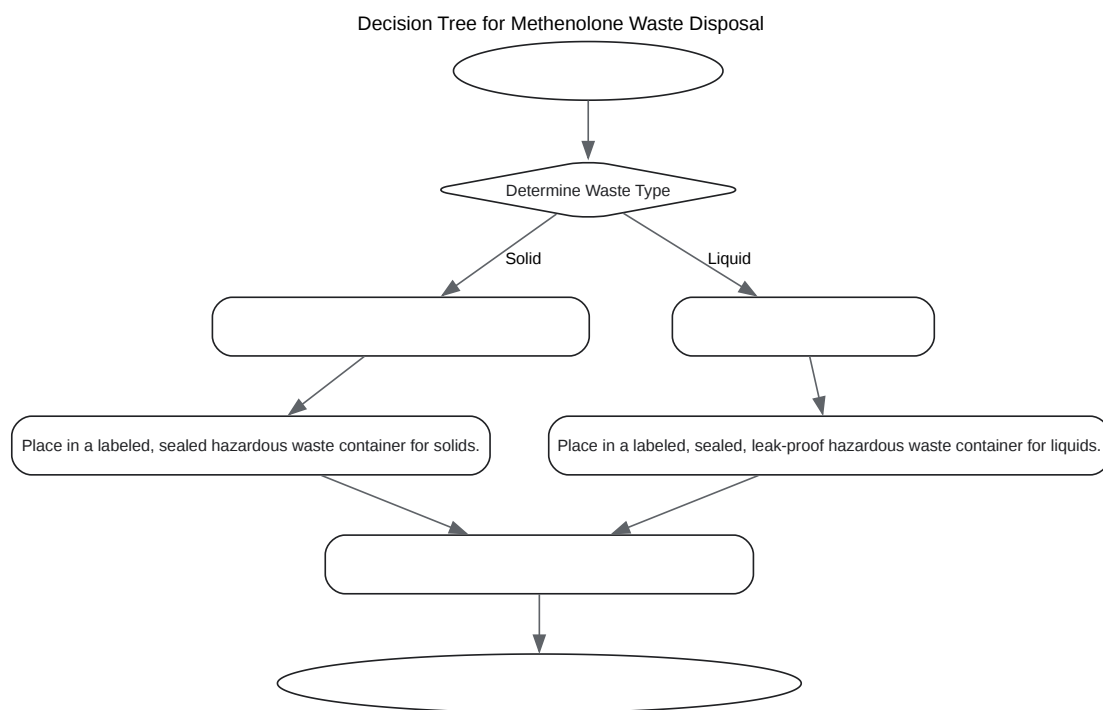 Decision Tree for Methenolone Waste Disposal
Determine Waste Type
Solid
Liquid
Place in a labeled, sealed hazardous waste container for solids.
Place in a labeled, sealed, leak-proof hazardous waste container for liquids.